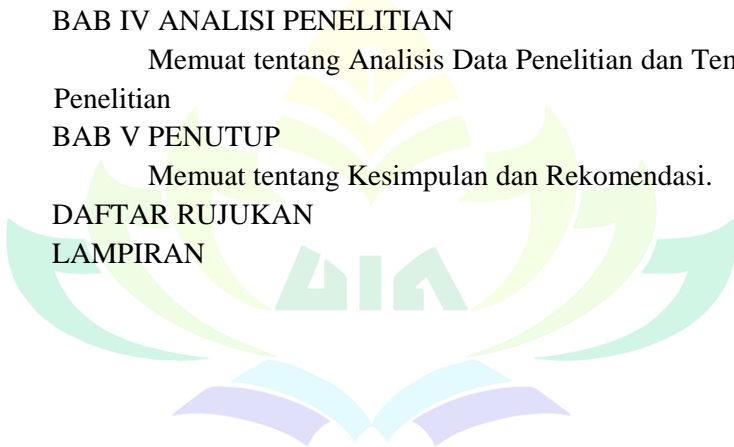 BAB IV ANALISI PENELITIAN
Memuat tentang Analisis Data Penelitian dan
Penelitian
BAB V PENUTUP
Memuat tentang Kesimpulan dan Rekomendasi.
DAFTAR RUJUKAN
LAMPIRAN